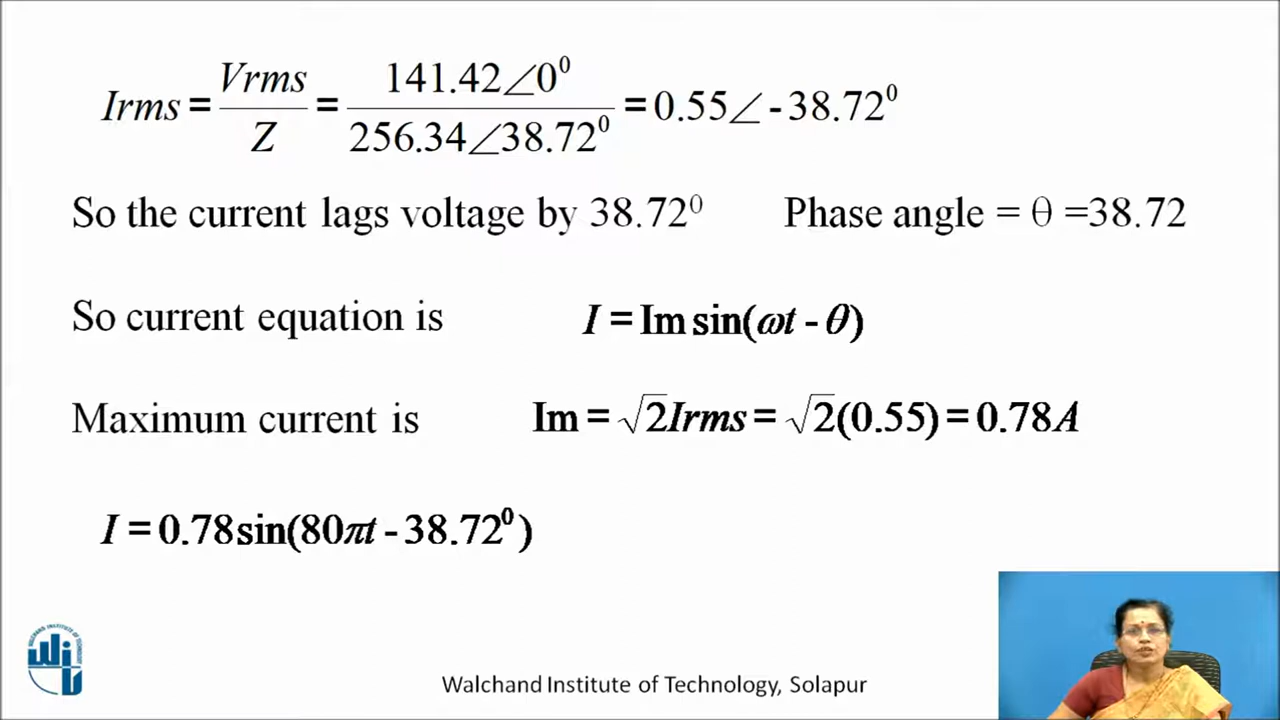 Irms = Vrms / Z = 141.42∠0⁰ / 256.34∠38.72⁰ = 0.55∠ - 38.72⁰
So the current lags voltage by 38.72⁰ Phase angle = θ =38.72
So current equation is I = Im sin(ωt - θ)
Maximum current is Im = √2Irms = √2(0.55) = 0.78A
I = 0.78sin(80πt - 38.72⁰)
Walchand Institute of Technology, Solapur